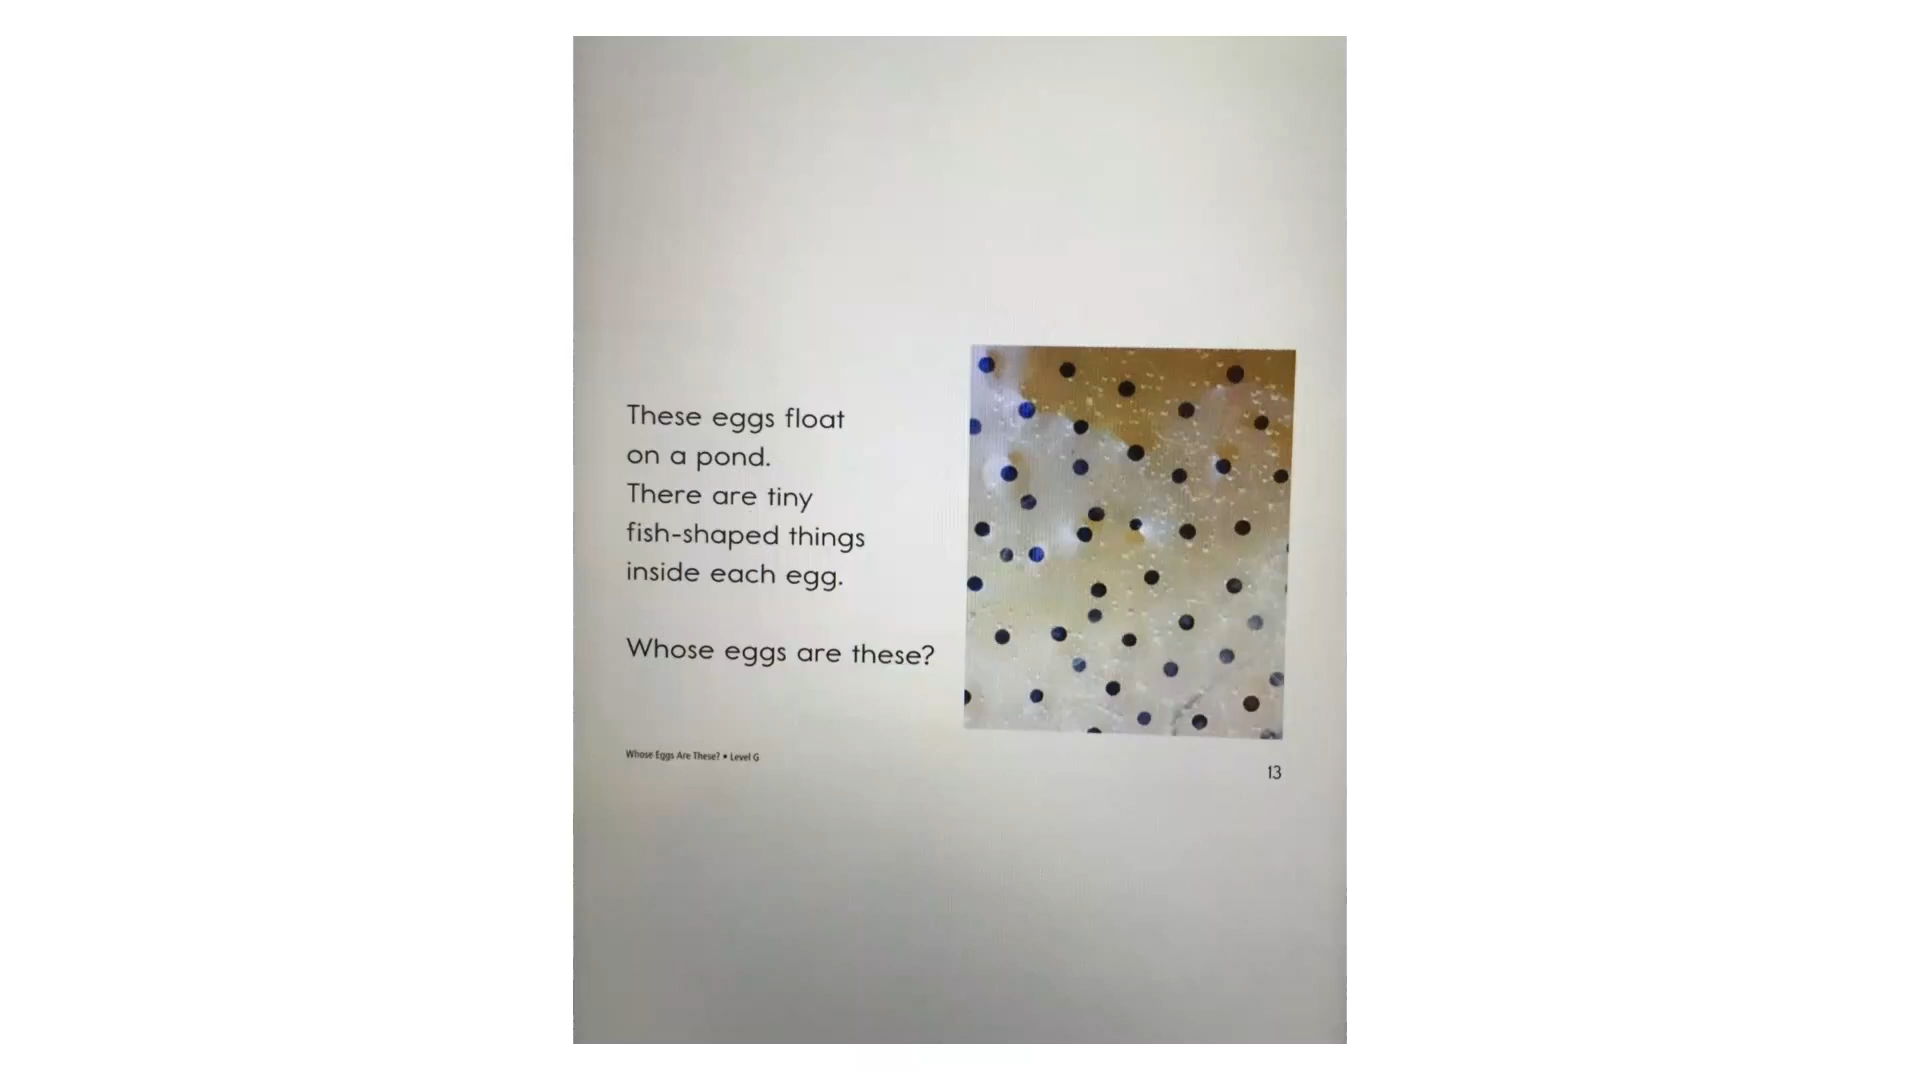 These eggs float
on a pond.
There are tiny
fish-shaped things
inside each egg.
Whose eggs are these?
Whose Eggs Are These? • Level G
13